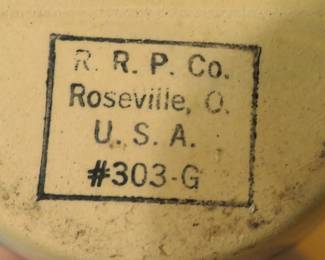 R. R. P. Co.
Roseville, O.
U. S. A.
#303-G